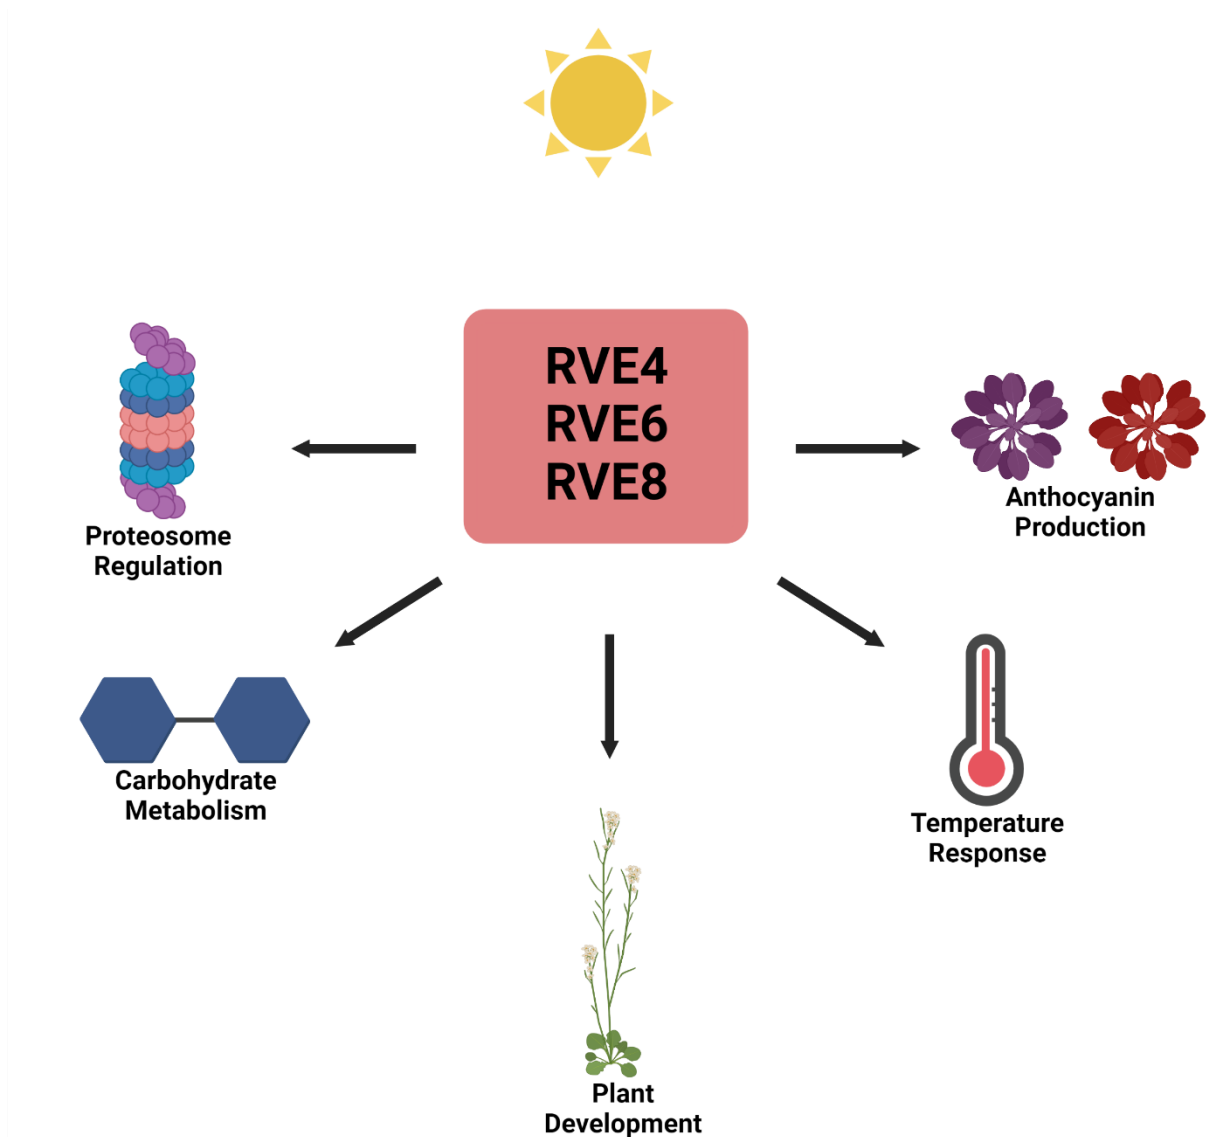 RVE4
RVE6
RVE8
Proteosome
Regulation
Anthocyanin
Production
Carbohydrate
Metabolism
Temperature
Response
Plant
Development